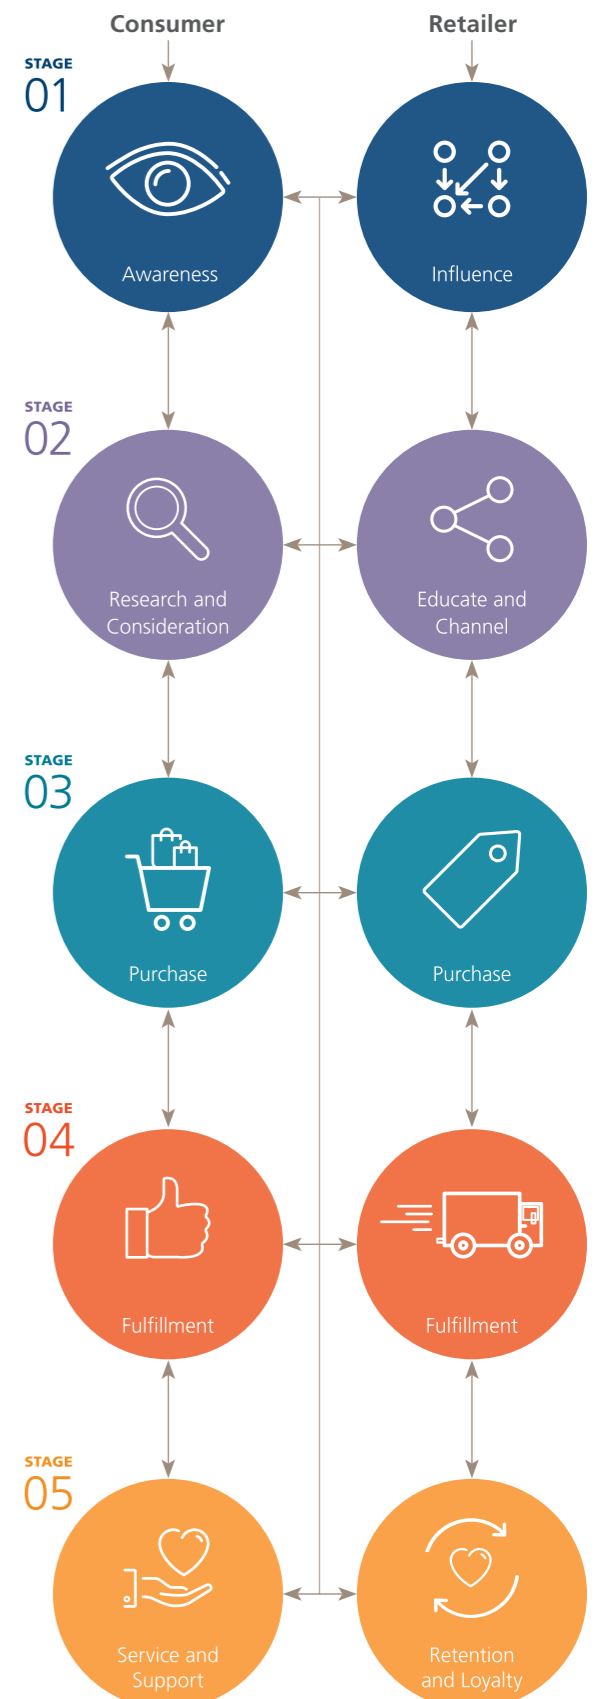 Consumer
Retailer
STAGE
01
Awareness
Influence
STAGE
02
Research and
Consideration
Educate and
Channel
STAGE
03
Purchase
Purchase
STAGE
04
Fulfillment
Fulfillment
STAGE
05
Service and
Support
Retention
and Loyalty